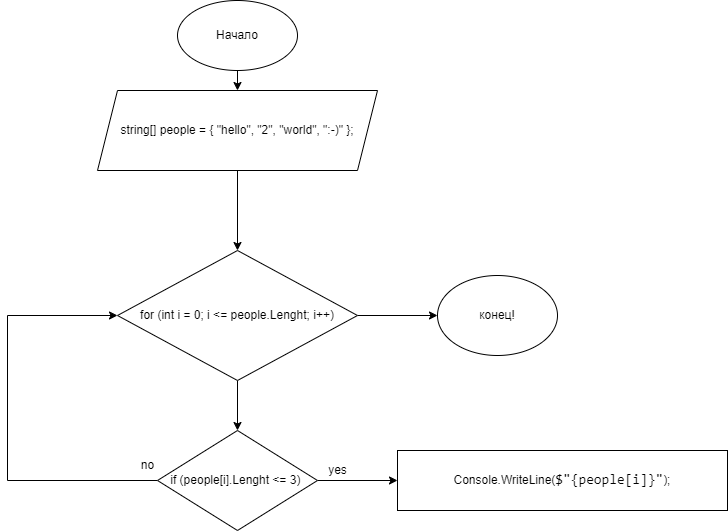 Начало
string[] people = { "hello", "2", "world", ":-)" };
for (int i = 0; i <= people.Lenght; i++)
конец!
no
yes
if (people[i].Lenght <= 3)
Console.WriteLine($"{people[i]}");